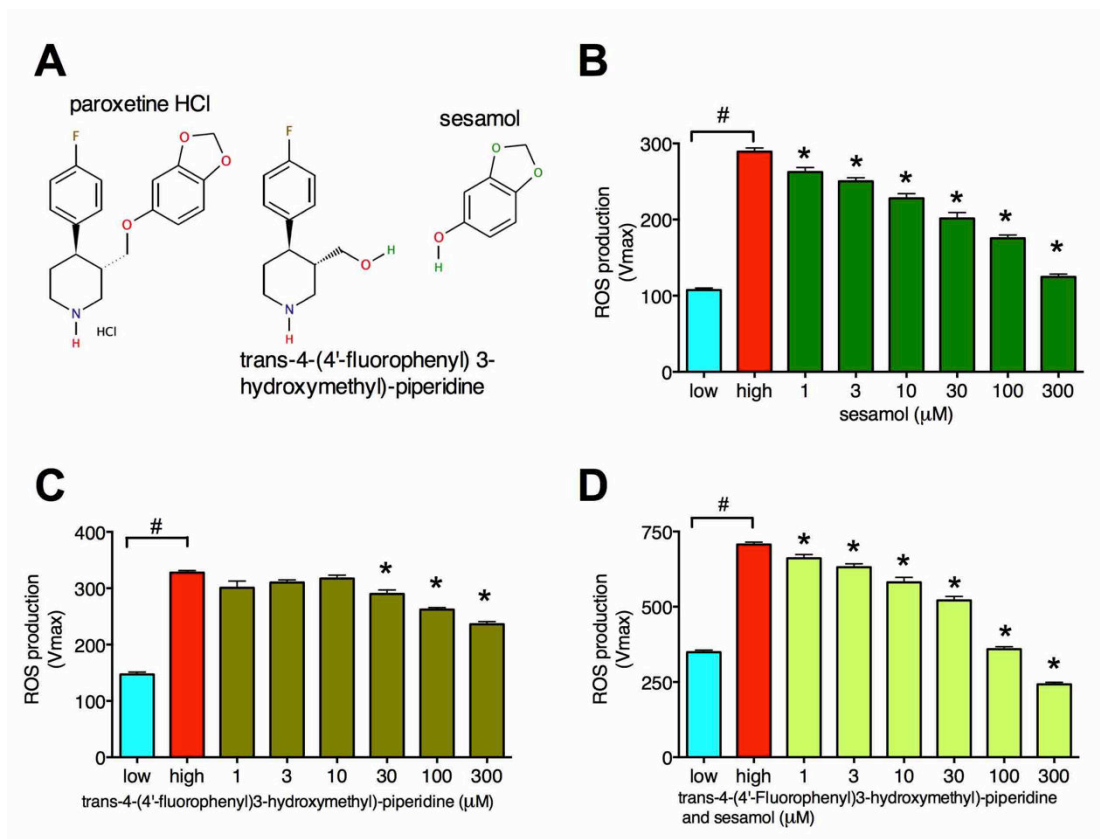 A
paroxetine HCl
F
O
O
O
N
H
HCl
F
O
H
N
H
trans-4-(4'-fluorophenyl) 3-
hydroxymethyl)-piperidine
sesamol
O
O
O
H
B
ROS production
(Vmax)
300
200
100
0
#
* * * * * *
low high 1 3 10 30 100 300
sesamol (μM)
C
ROS production
(Vmax)
400
300
200
100
0
#
* * *
low high 1 3 10 30 100 300
trans-4-(4'-fluorophenyl)3-hydroxymethyl)-piperidine (μM)
D
ROS production
(Vmax)
750
500
250
0
#
* * * * * *
low high 1 3 10 30 100 300
trans-4-(4'-Fluorophenyl)3-hydroxymethyl)-piperidine
and sesamol (μM)